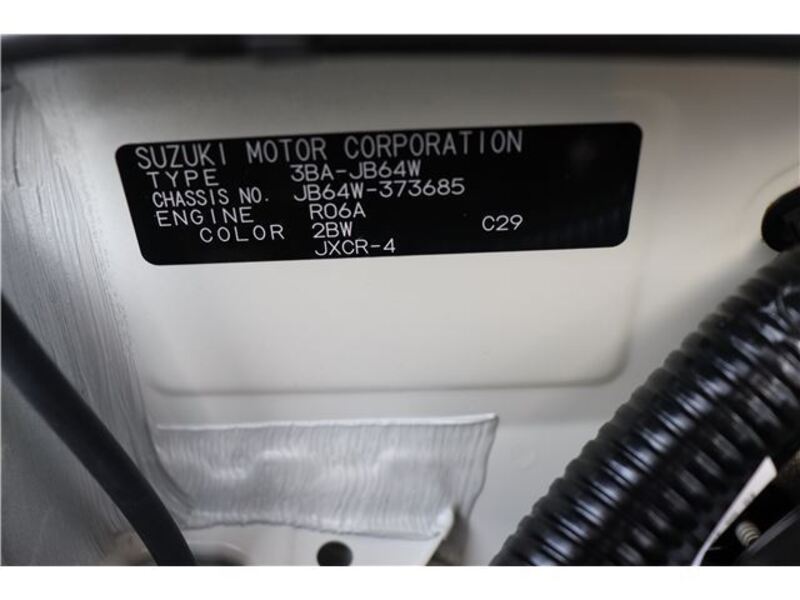 SUZUKI MOTOR CORPORATION
TYPE 3BA-JB64W
CHASSIS NO. JB64W-373685
ENGINE R06A
COLOR 2BW C29
JXCR-4